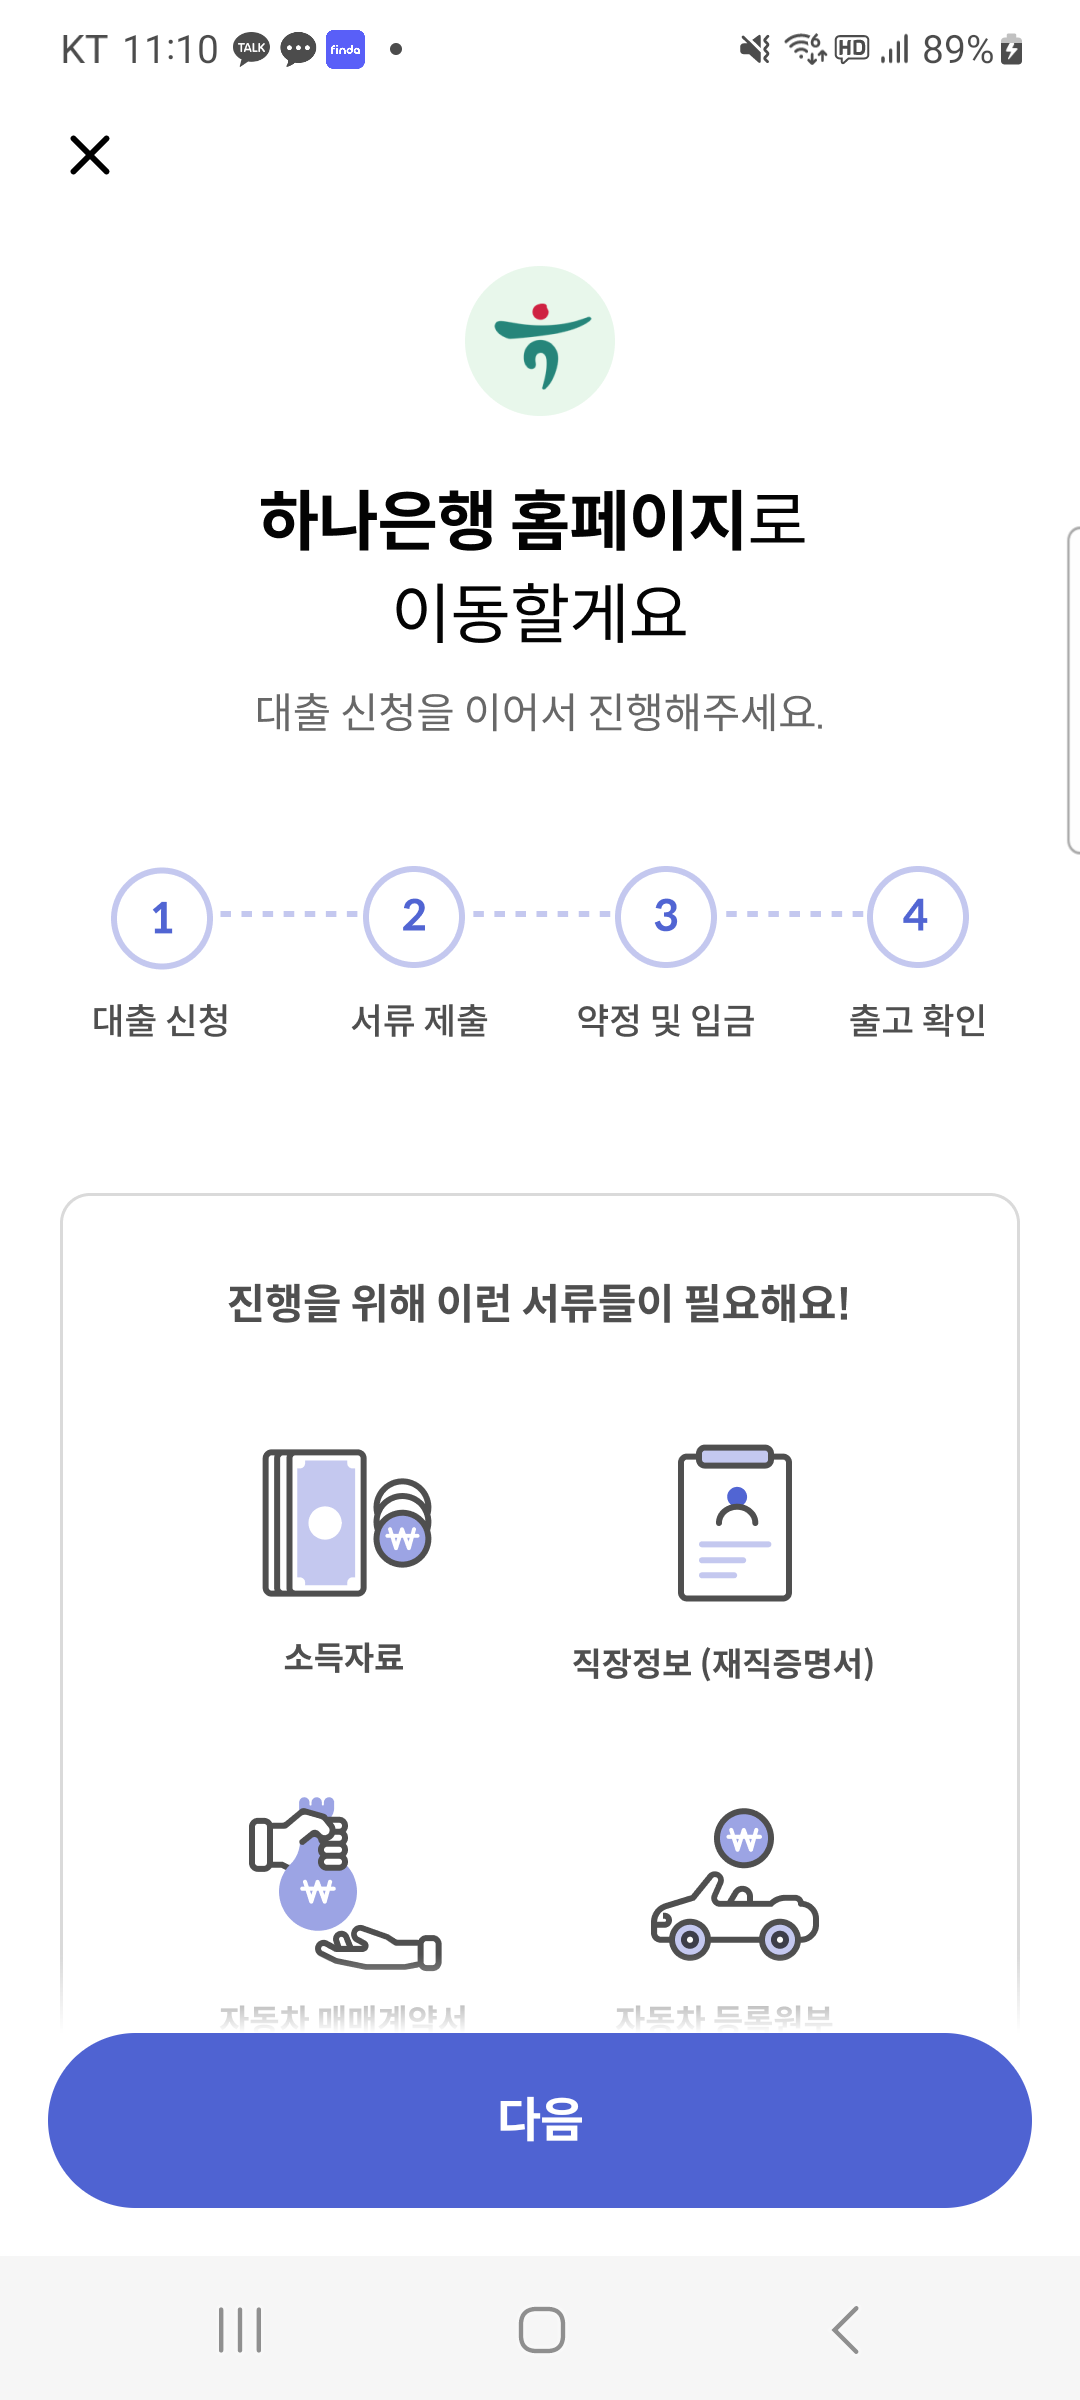 KT 11:10 TALK finda HD 89%
하나은행 홈페이지로
이동할게요
대출 신청을 이어서 진행해주세요.
1 2 3 4
대출 신청 서류 제출 약정 및 입금 출고 확인
진행을 위해 이런 서류들이 필요해요!
소득자료 직장정보 (재직증명서)
자동차 매매계약서 자동차 등록원부
다음